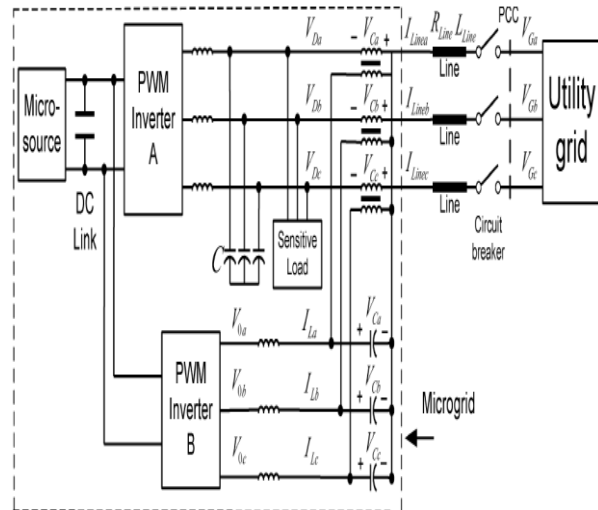 V_Da − V_Ca + I_Linea R_Line L_Line PCC V_Ga
Line
V_Db − V_Cb + I_Lineb V_Gb
Line
V_Dc − V_Cc + I_Linec V_Gc
Line
Micro-
source
PWM
Inverter
A
Utility
grid
DC
Link
C
Sensitive
Load
Circuit
breaker
PWM
Inverter
B
V_0a I_La + V_Ca −
V_0b I_Lb + V_Cb −
V_0c I_Lc + V_Cc −
Microgrid